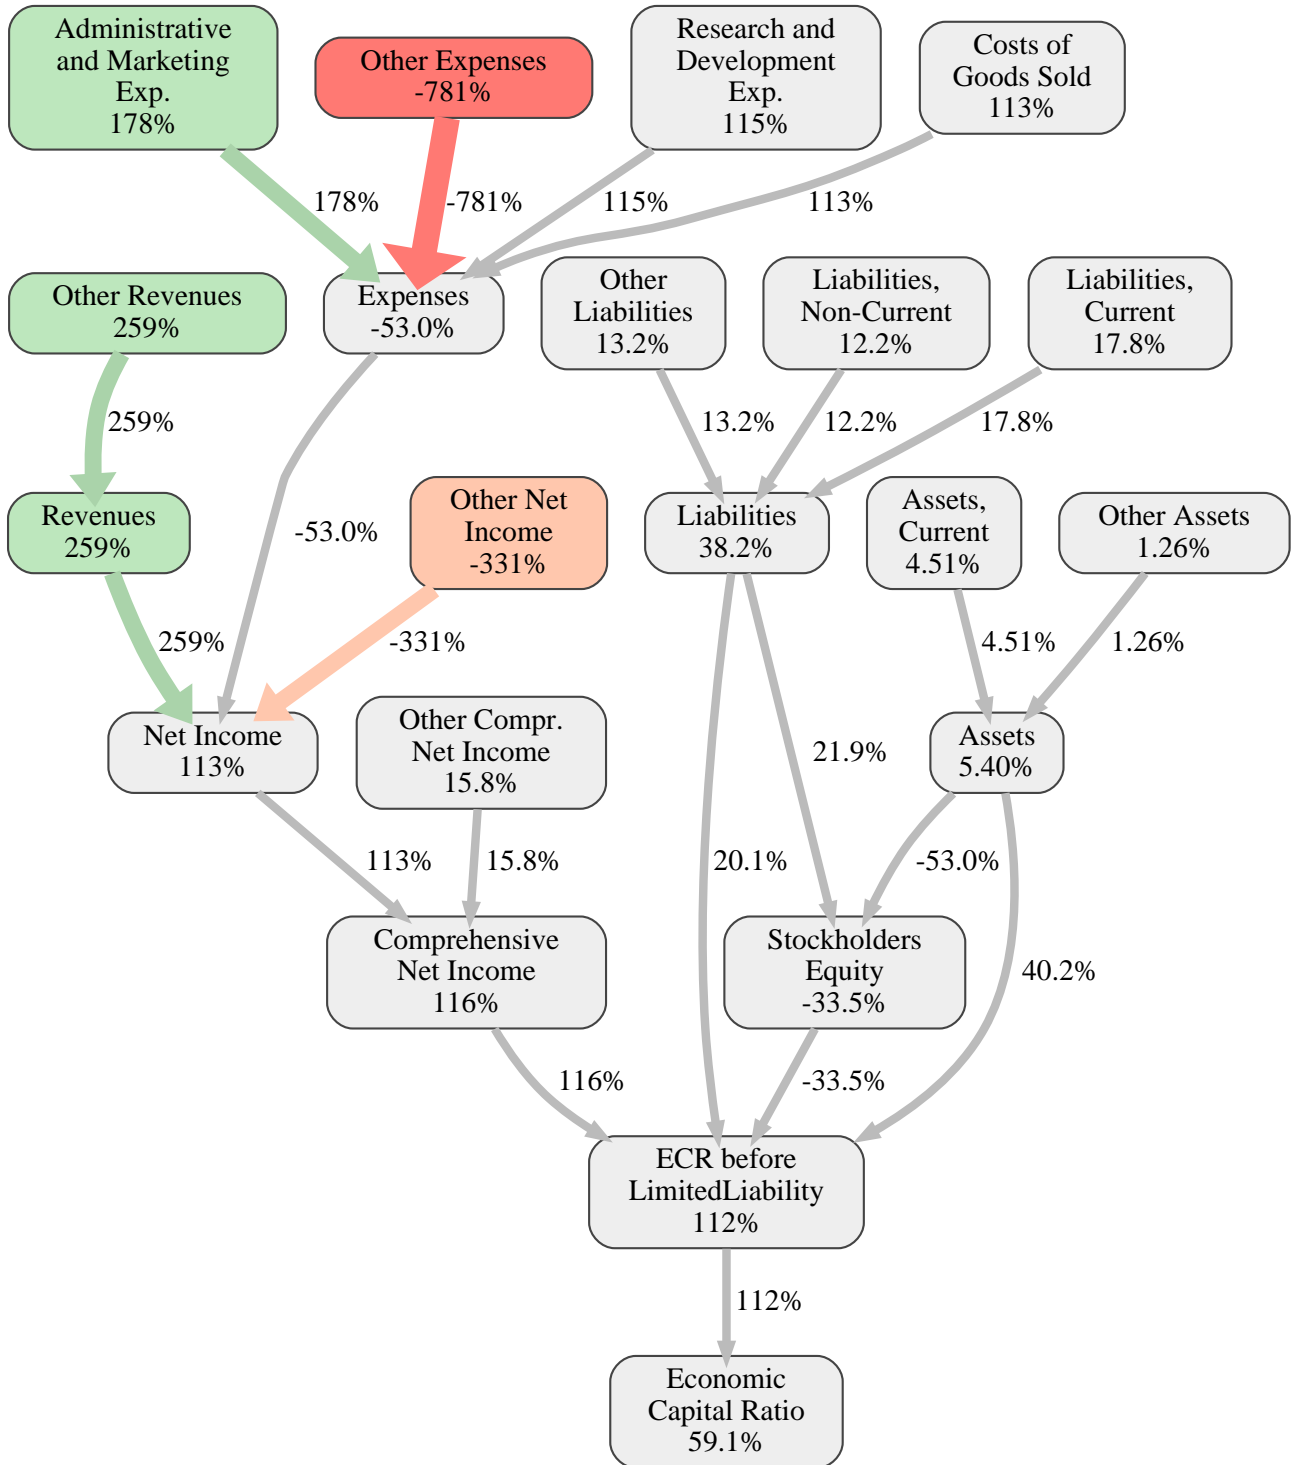 Administrative
and Marketing
Exp.
178%
Other Expenses
-781%
Research and
Development
Exp.
115%
Costs of
Goods Sold
113%
178%
-781%
115%
113%
Other Revenues
259%
Expenses
-53.0%
Other
Liabilities
13.2%
Liabilities,
Non-Current
12.2%
Liabilities,
Current
17.8%
259%
13.2%
12.2%
17.8%
Revenues
259%
-53.0%
Other Net
Income
-331%
Liabilities
38.2%
Assets,
Current
4.51%
Other Assets
1.26%
259%
-331%
4.51%
1.26%
Net Income
113%
Other Compr.
Net Income
15.8%
21.9%
Assets
5.40%
113%
15.8%
20.1%
-53.0%
Comprehensive
Net Income
116%
Stockholders
Equity
-33.5%
40.2%
116%
-33.5%
ECR before
LimitedLiability
112%
112%
Economic
Capital Ratio
59.1%